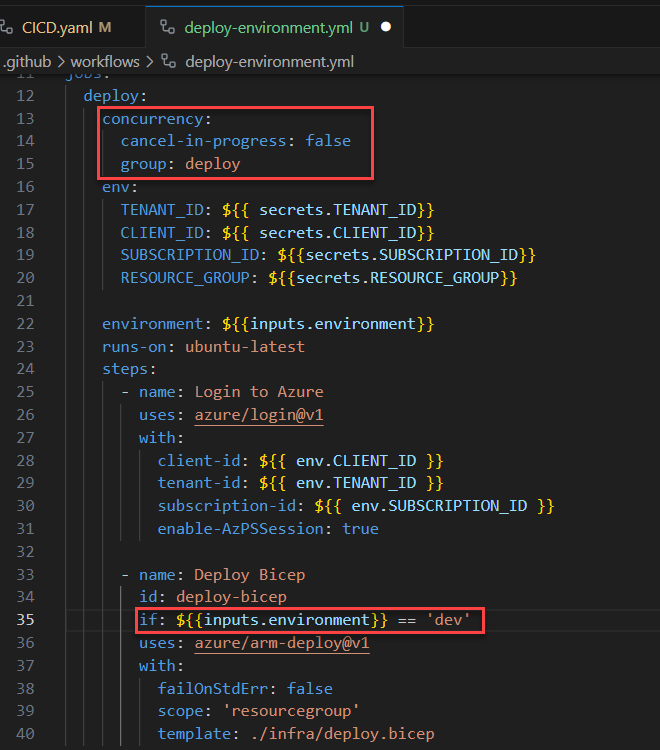 CICD.yaml M
deploy-environment.yml U
.github > workflows > deploy-environment.yml
11 jobs:
12 deploy:
13 concurrency:
14 cancel-in-progress: false
15 group: deploy
16 env:
17 TENANT_ID: ${{ secrets.TENANT_ID}}
18 CLIENT_ID: ${{ secrets.CLIENT_ID}}
19 SUBSCRIPTION_ID: ${{secrets.SUBSCRIPTION_ID}}
20 RESOURCE_GROUP: ${{secrets.RESOURCE_GROUP}}
21
22 environment: ${{inputs.environment}}
23 runs-on: ubuntu-latest
24 steps:
25 - name: Login to Azure
26 uses: azure/login@v1
27 with:
28 client-id: ${{ env.CLIENT_ID }}
29 tenant-id: ${{ env.TENANT_ID }}
30 subscription-id: ${{ env.SUBSCRIPTION_ID }}
31 enable-AzPSSession: true
32
33 - name: Deploy Bicep
34 id: deploy-bicep
35 if: ${{inputs.environment}} == 'dev'
36 uses: azure/arm-deploy@v1
37 with:
38 failOnStdErr: false
39 scope: 'resourcegroup'
40 template: ./infra/deploy.bicep